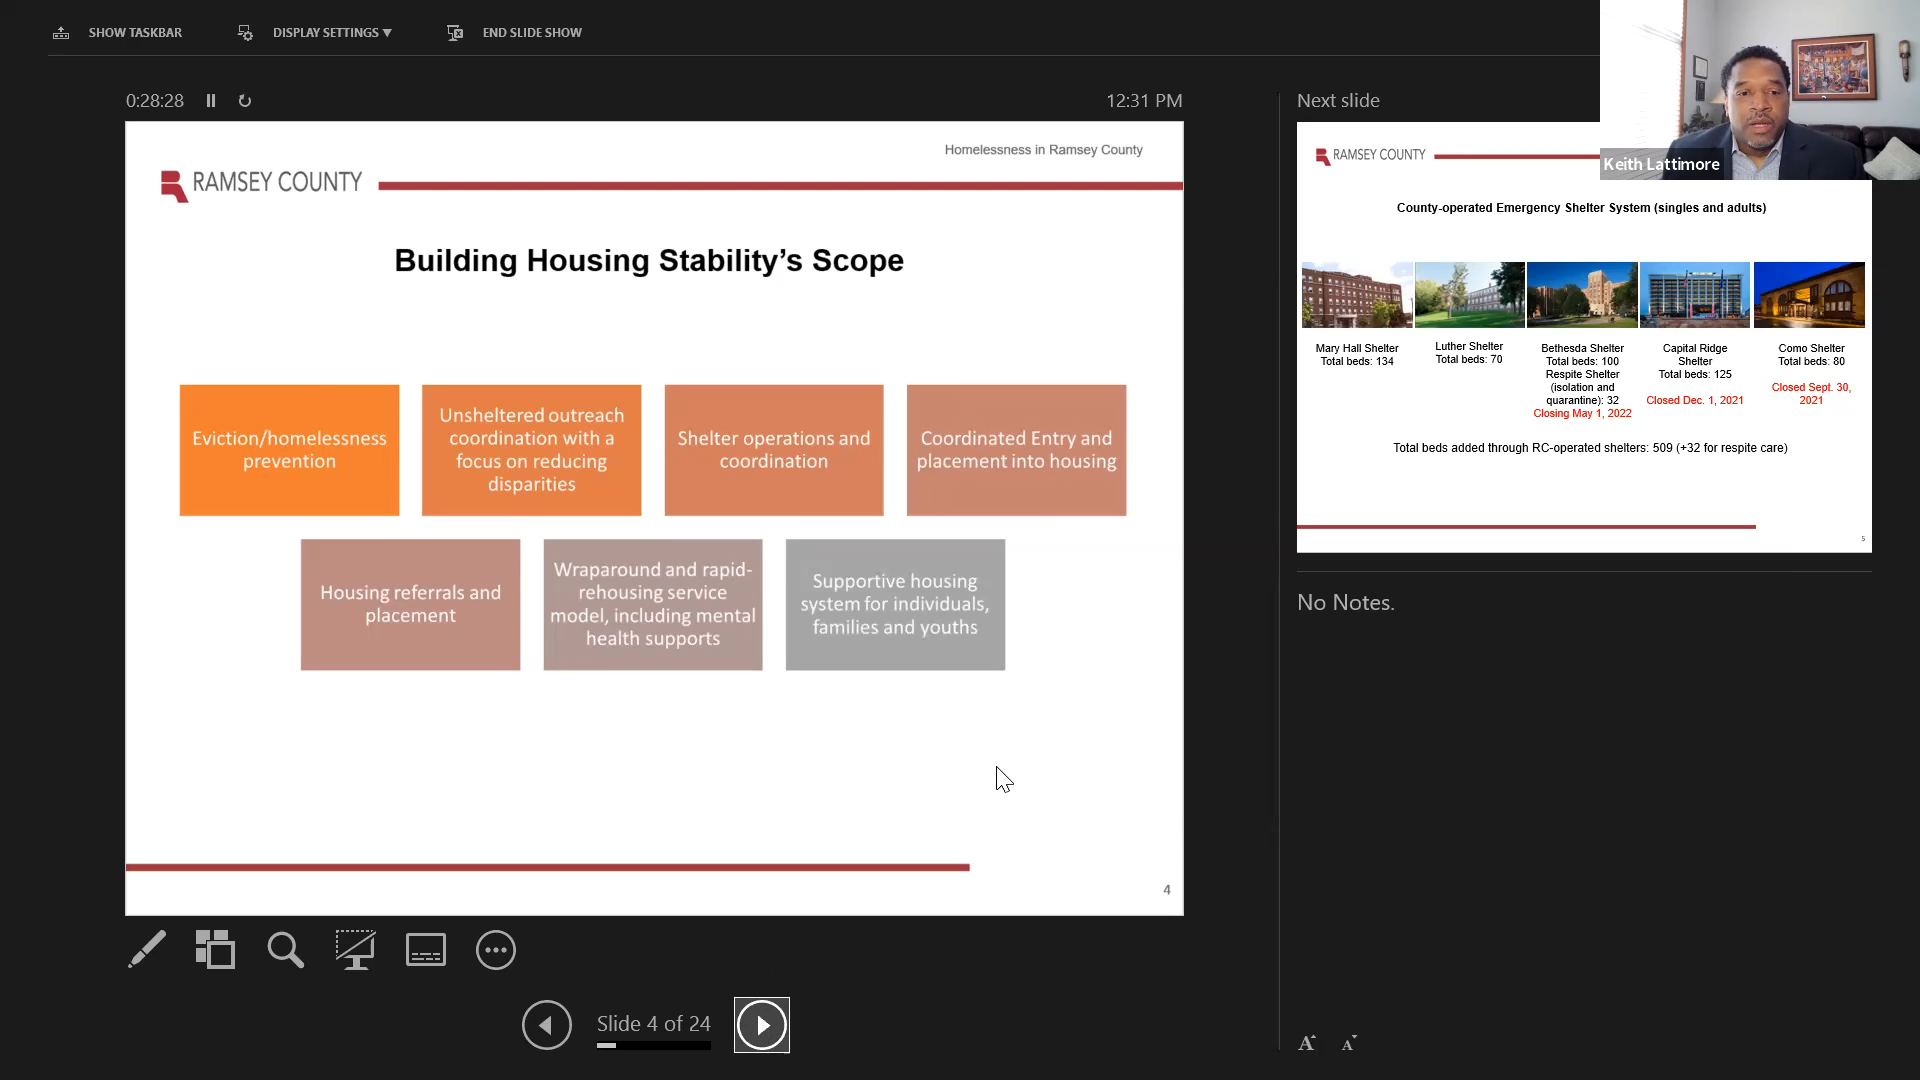 SHOW TASKBAR
DISPLAY SETTINGS ▼
END SLIDE SHOW
0:28:28
12:31 PM
Homelessness in Ramsey County
RAMSEY COUNTY
Building Housing Stability’s Scope
Eviction/homelessness
prevention
Unsheltered outreach
coordination with a
focus on reducing
disparities
Shelter operations and
coordination
Coordinated Entry and
placement into housing
Housing referrals and
placement
Wraparound and rapid-
rehousing service
model, including mental
health supports
Supportive housing
system for individuals,
families and youths
4
Slide 4 of 24
Next slide
Keith Lattimore
RAMSEY COUNTY
County-operated Emergency Shelter System (singles and adults)
Mary Hall Shelter
Total beds: 134
Luther Shelter
Total beds: 70
Bethesda Shelter
Total beds: 100
Respite Shelter
(isolation and
quarantine): 32
Closing May 1, 2022
Capital Ridge
Shelter
Total beds: 125
Closed Dec. 1, 2021
Como Shelter
Total beds: 80
Closed Sept. 30,
2021
Total beds added through RC-operated shelters: 509 (+32 for respite care)
5
No Notes.
A
A